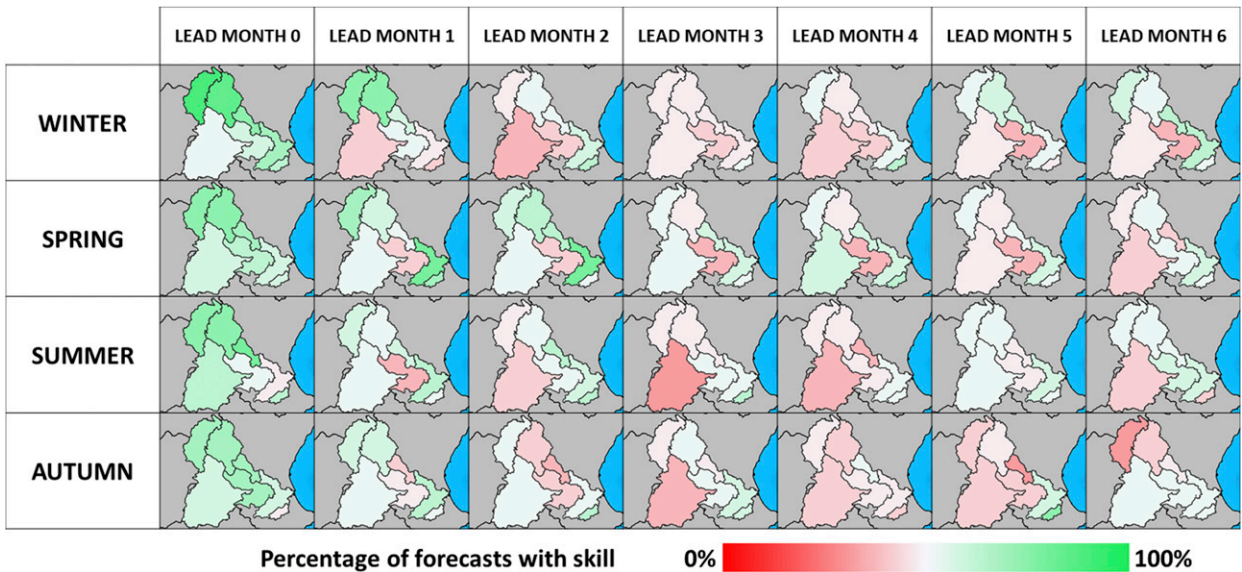 LEAD MONTH 0 LEAD MONTH 1 LEAD MONTH 2 LEAD MONTH 3 LEAD MONTH 4 LEAD MONTH 5 LEAD MONTH 6
WINTER
SPRING
SUMMER
AUTUMN
Percentage of forecasts with skill 0% 100%